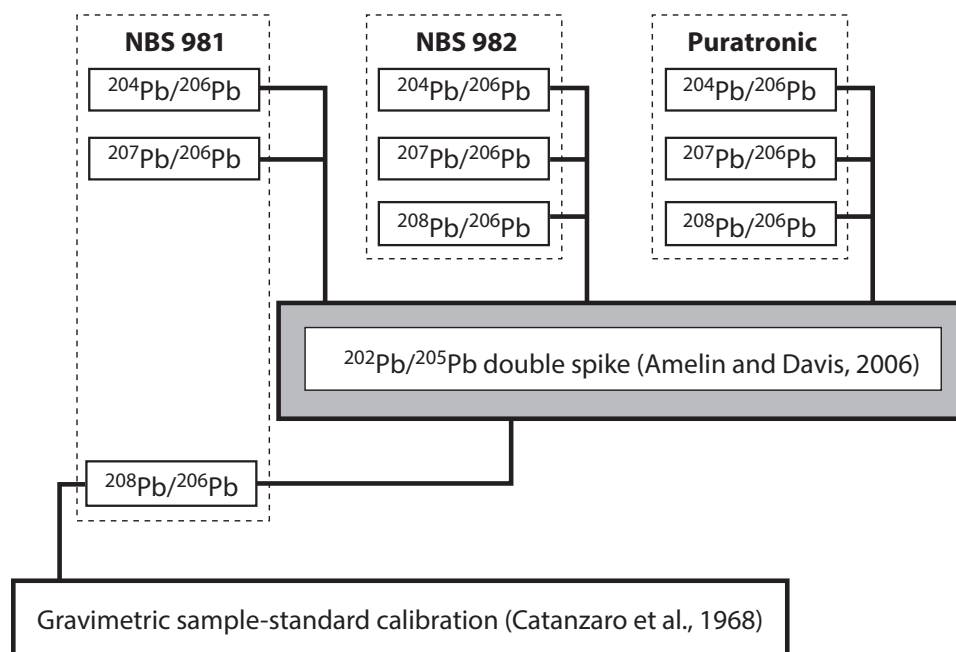 NBS 981
NBS 982
Puratronic
²⁰⁴Pb/²⁰⁶Pb
²⁰⁴Pb/²⁰⁶Pb
²⁰⁴Pb/²⁰⁶Pb
²⁰⁷Pb/²⁰⁶Pb
²⁰⁷Pb/²⁰⁶Pb
²⁰⁷Pb/²⁰⁶Pb
²⁰⁸Pb/²⁰⁶Pb
²⁰⁸Pb/²⁰⁶Pb
²⁰²Pb/²⁰⁵Pb double spike (Amelin and Davis, 2006)
²⁰⁸Pb/²⁰⁶Pb
Gravimetric sample-standard calibration (Catanzaro et al., 1968)